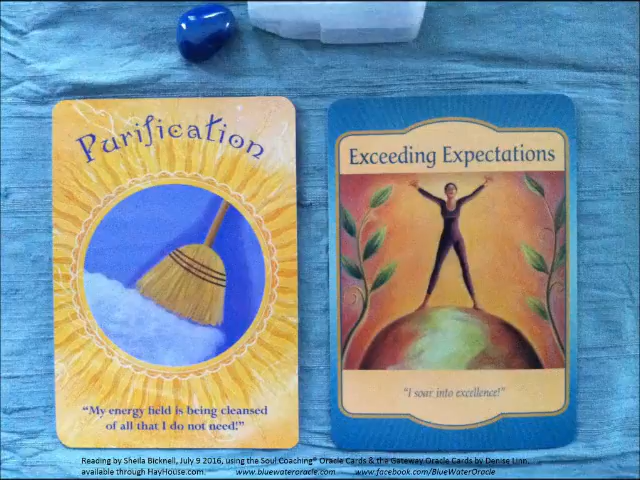 Purification
"My energy field is being cleansed
of all that I do not need!"
Exceeding Expectations
"I soar into excellence!"
Reading by Sheila Bicknell, July 9 2016, using the Soul Coaching® Oracle Cards & the Gateway Oracle Cards by Denise Linn,
available through HayHouse.com. www.bluewateroracle.com www.youtube.com/BlueWaterOracle